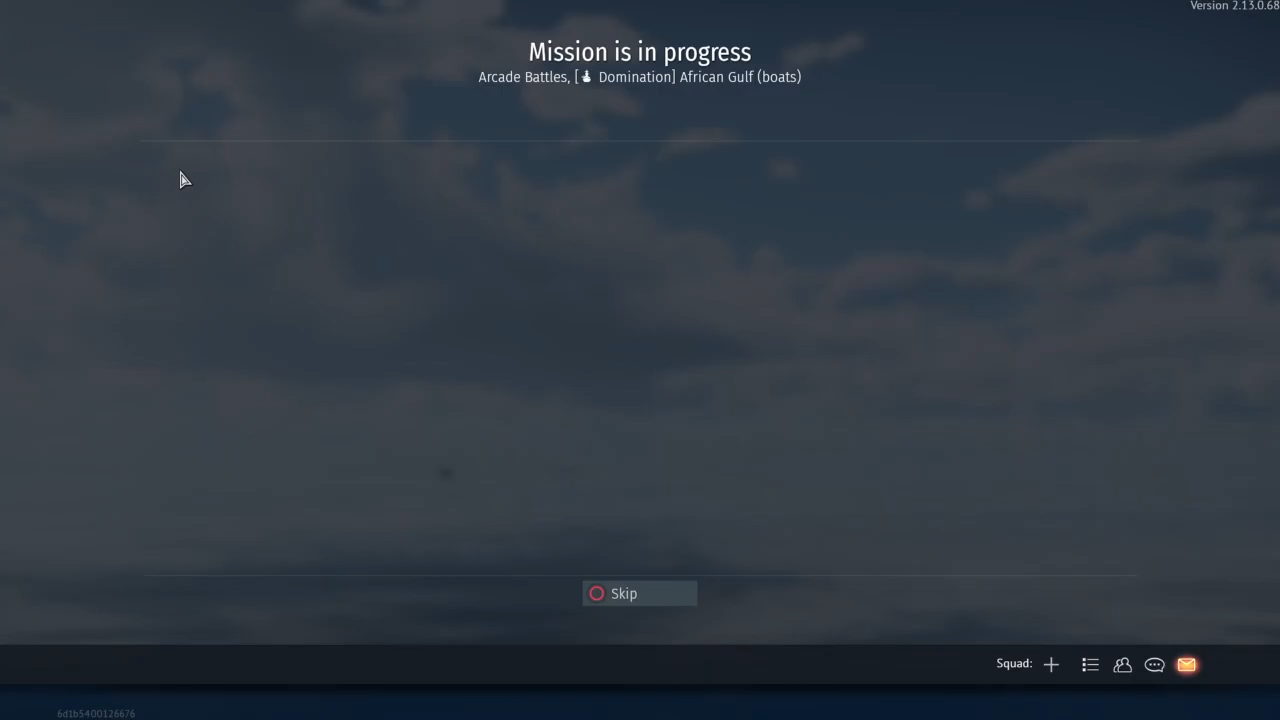 Version 2.13.0.68
Mission is in progress
Arcade Battles, [ Domination] African Gulf (boats)
Skip
Squad:
6d1b5400126676